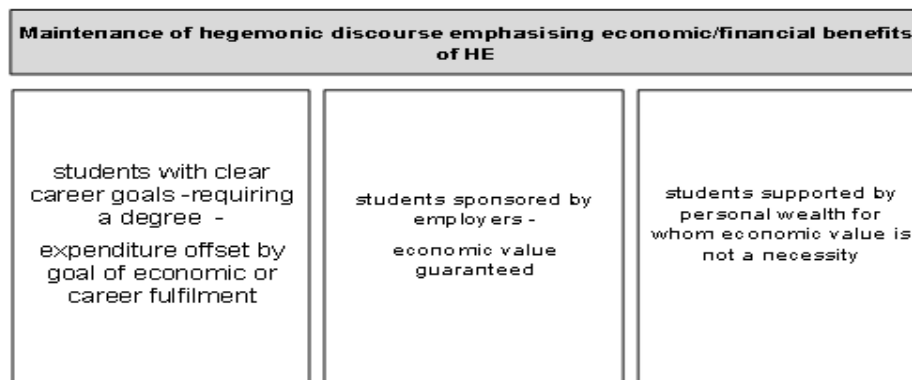 Maintenance of hegemonic discourse emphasising economic/financial benefits
of HE
students with clear
career goals -requiring
a degree -
expenditure offset by
goal of economic or
career fulfilment
students sponsored by
employers -
economic value
guaranteed
students supported by
personal wealth for
whom economic value is
not a necessity